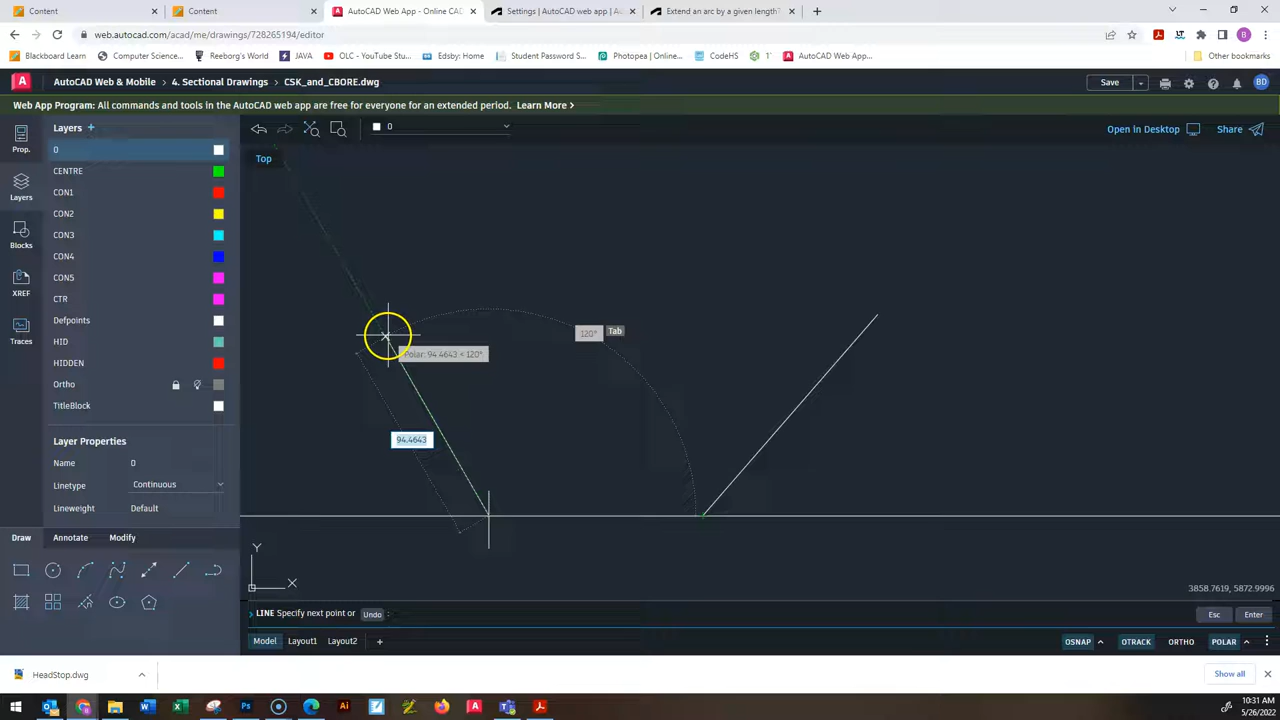 Content
Content
AutoCAD Web App - Online CAD
Settings | AutoCAD web app | Au
Extend an arc by a given length?
web.autocad.com/acad/me/drawings/728265194/editor
Blackboard Learn
Computer Science...
Reeborg's World
JAVA
OLC - YouTube Stu...
Edsby: Home
Student Password S...
Photopea | Online...
CodeHS
AutoCAD Web App...
Other bookmarks
AutoCAD Web & Mobile > 4. Sectional Drawings > CSK_and_CBORE.dwg
Save
BD
Web App Program: All commands and tools in the AutoCAD web app are free for everyone for an extended period. Learn More >
Prop.
Layers +
0
Open in Desktop
Share
Top
0
CENTRE
Layers
CON1
CON2
CON3
Blocks
CON4
CON5
XREF
CTR
Defpoints
Traces
HID
HIDDEN
Ortho
TitleBlock
120°
Tab
Polar: 94.4643 < 120°
94.4643
Layer Properties
Name 0
Linetype Continuous
Lineweight Default
Draw Annotate Modify
Y
X
3858.7619, 5872.9996
LINE Specify next point or Undo :
Esc Enter
Model Layout1 Layout2 +
OSNAP OTRACK ORTHO POLAR
HeadStop.dwg
Show all
10:31 AM
5/26/2022